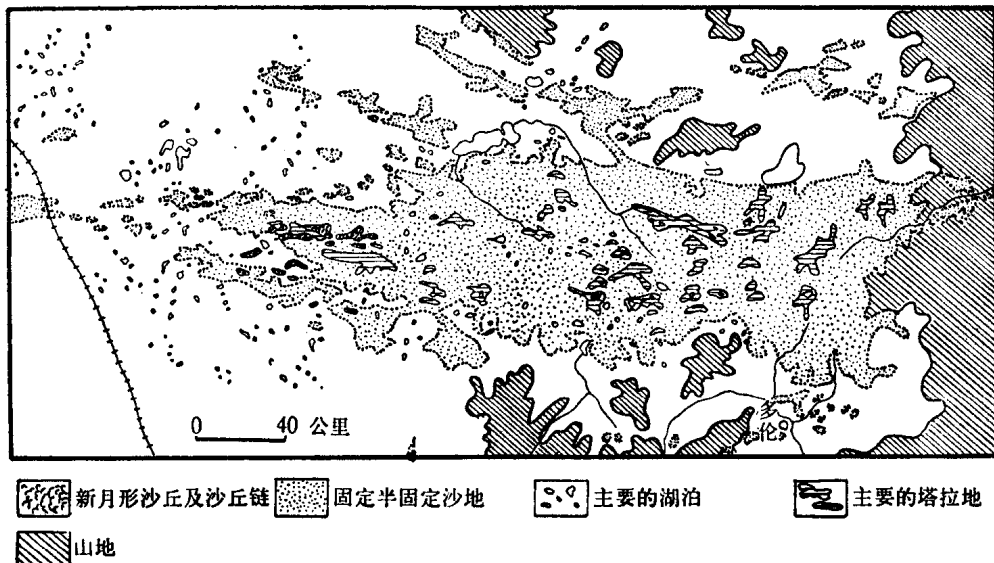 0 40 公里
多
伦
新月形沙丘及沙丘链
固定半固定沙地
主要的湖泊
主要的塔拉地
山地